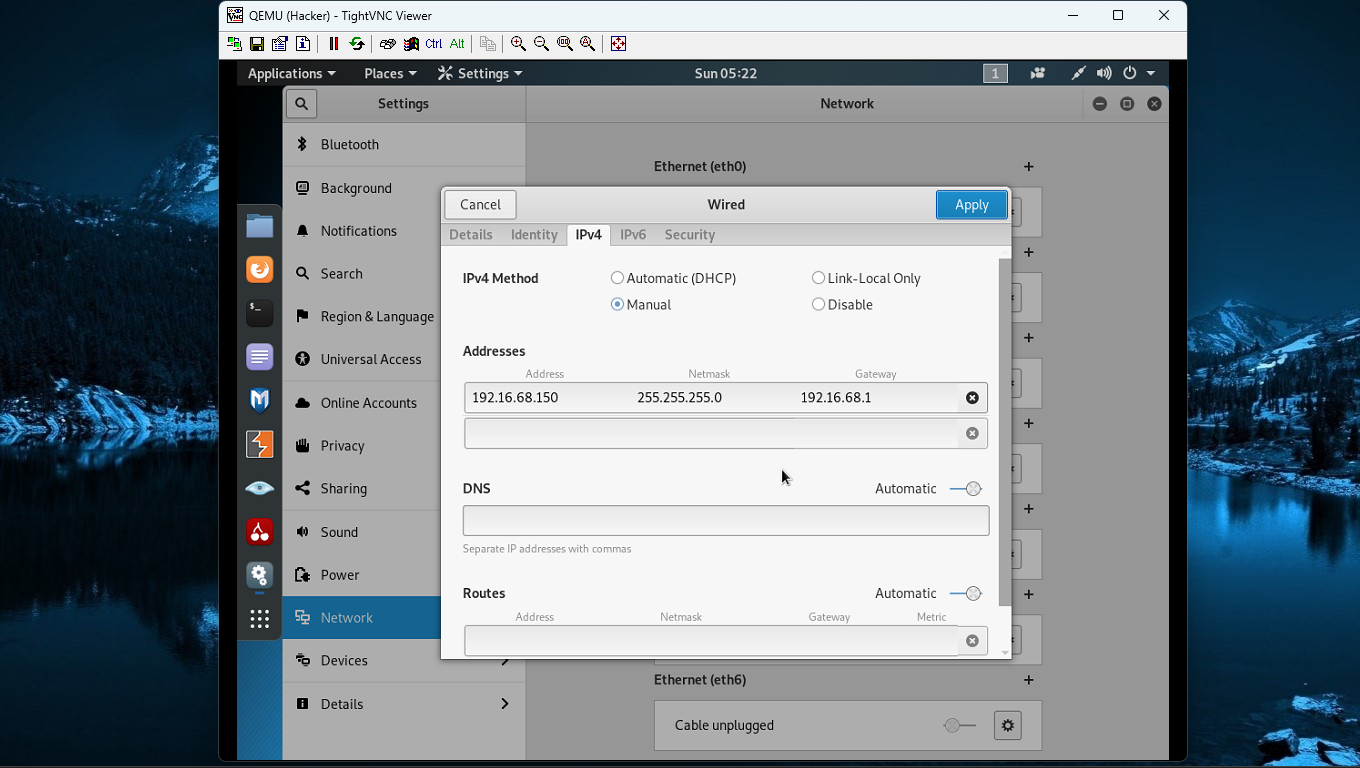 QEMU (Hacker) - TightVNC Viewer
Ctrl Alt
Applications Places Settings Sun 05:22 1
Settings Network
Bluetooth
Background
Notifications
Search
Region & Language
Universal Access
Online Accounts
Privacy
Sharing
Sound
Power
Network
Devices
Details
Ethernet (eth0)
Cancel Wired Apply
Details Identity IPv4 IPv6 Security
IPv4 Method Automatic (DHCP) Link-Local Only
Manual Disable
Addresses
Address Netmask Gateway
192.16.68.150 255.255.255.0 192.16.68.1
DNS Automatic
Separate IP addresses with commas
Routes Automatic
Address Netmask Gateway Metric
Ethernet (eth6)
Cable unplugged